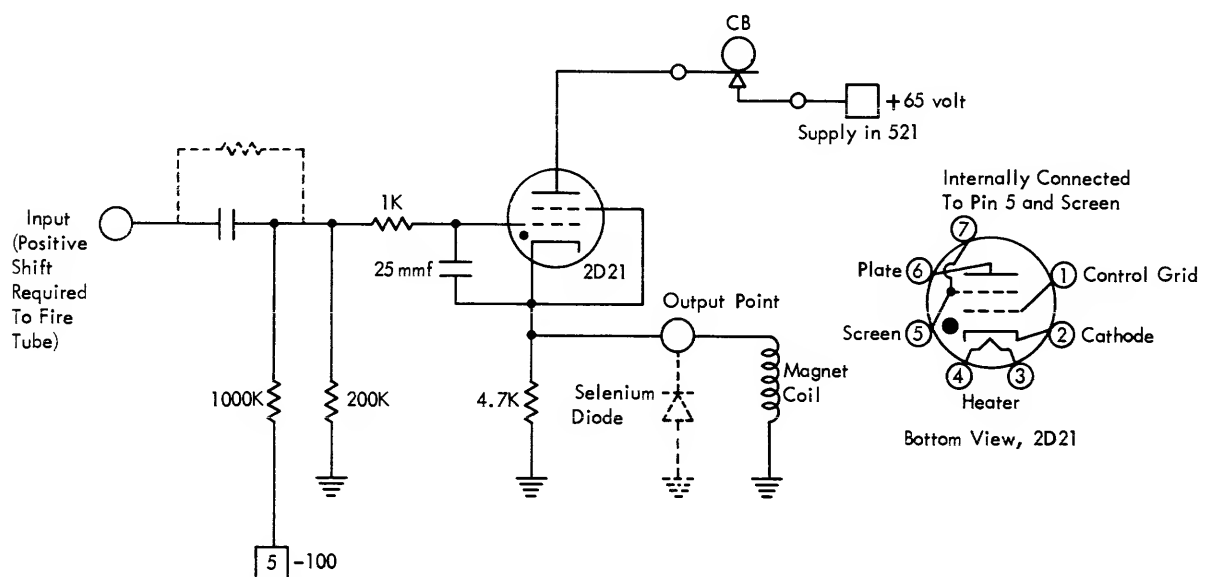 CB
+65 volt
Supply in 521
Input
(Positive
Shift
Required
To Fire
Tube)
1K
25 mmf
2D21
1000K
200K
4.7K
Output Point
Selenium
Diode
Magnet
Coil
5 -100
Internally Connected
To Pin 5 and Screen
7
Plate 6
1 Control Grid
Screen 5
2 Cathode
4 3
Heater
Bottom View, 2D21